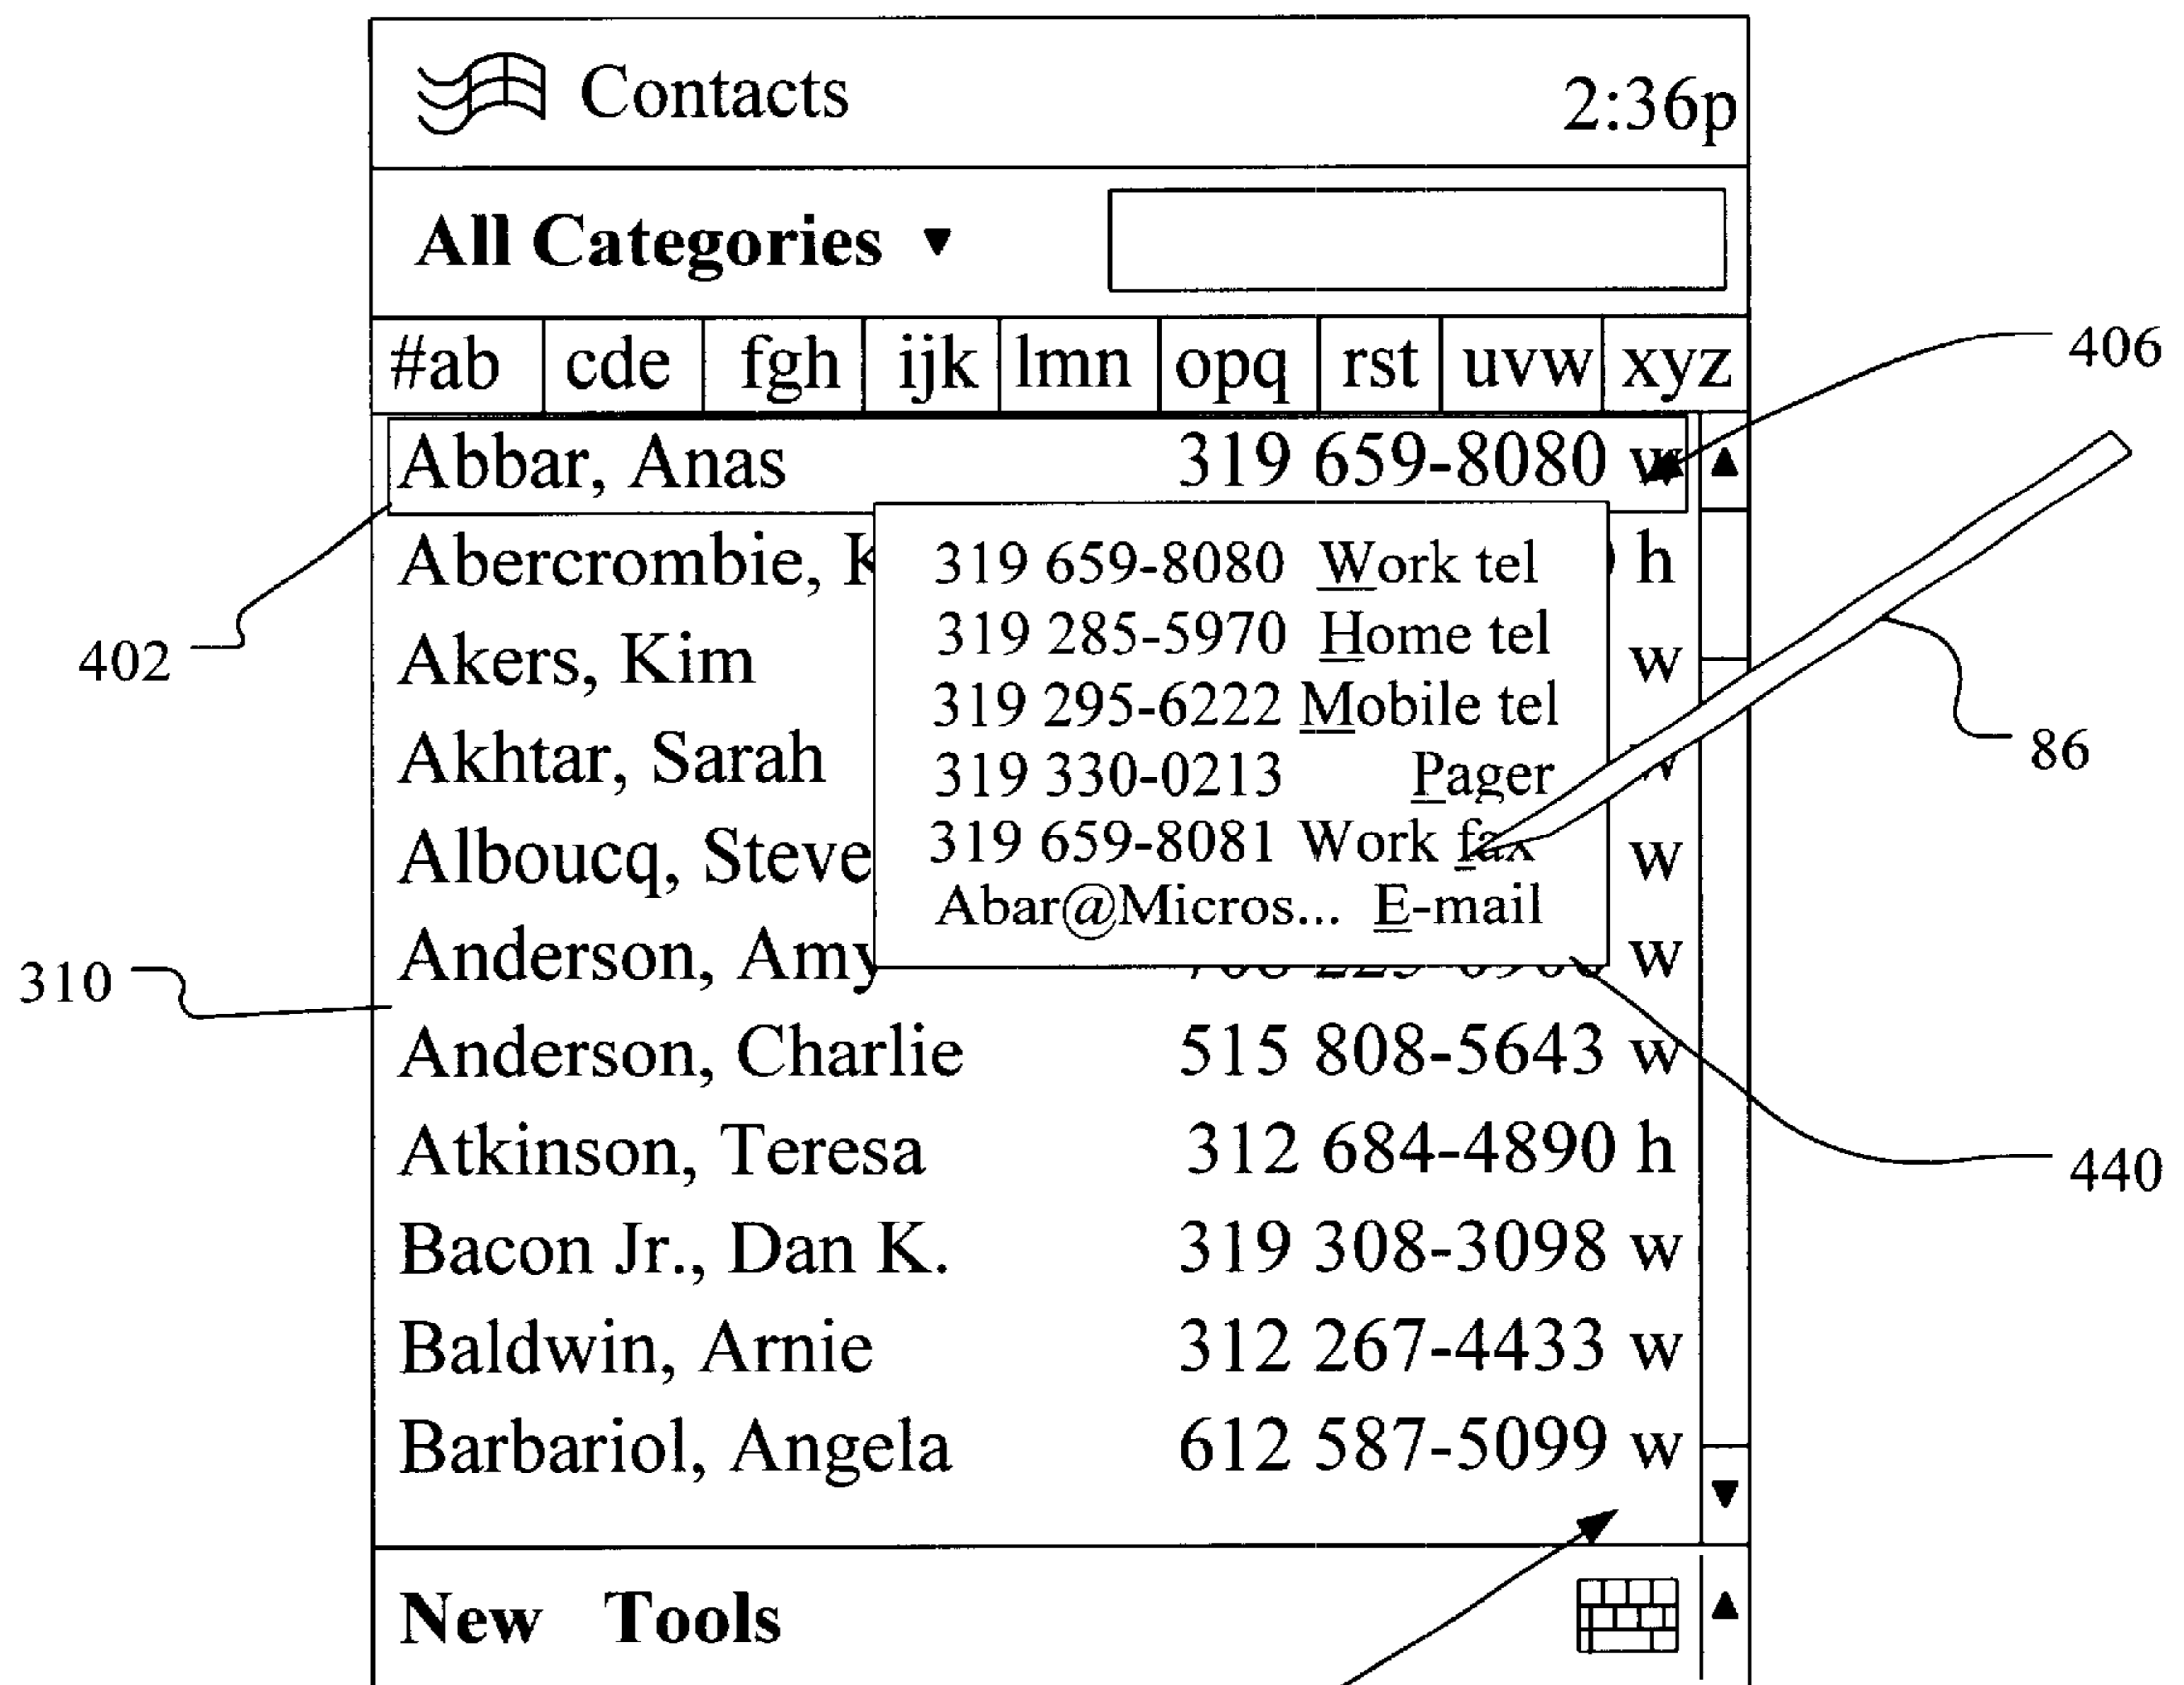 Contacts 2:36p
All Categories ▼
#ab cde fgh ijk lmn opq rst uvw xyz
406
Abbar, Anas 319 659-8080 w
Abercrombie, K h
319 659-8080 Work tel
402
Akers, Kim w
319 285-5970 Home tel
319 295-6222 Mobile tel
86
Akhtar, Sarah
319 330-0213 Pager
Alboucq, Steve w
319 659-8081 Work fax
Abar@Micros... E-mail
310
Anderson, Amy w
Anderson, Charlie 515 808-5643 w
Atkinson, Teresa 312 684-4890 h
440
Bacon Jr., Dan K. 319 308-3098 w
Baldwin, Arnie 312 267-4433 w
Barbariol, Angela 612 587-5099 w
New Tools